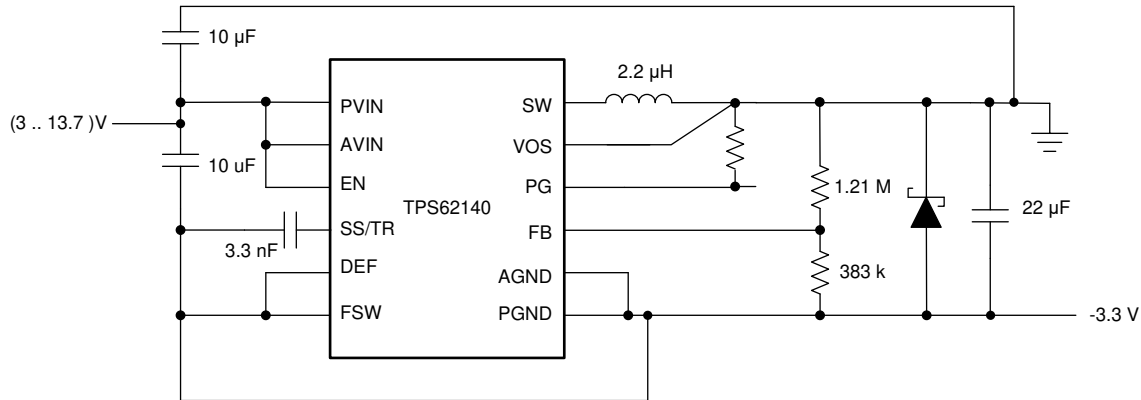 10 µF
(3 .. 13.7 )V
10 uF
3.3 nF
PVIN
AVIN
EN
SS/TR
DEF
FSW
TPS62140
SW
VOS
PG
FB
AGND
PGND
2.2 µH
1.21 M
383 k
22 µF
-3.3 V